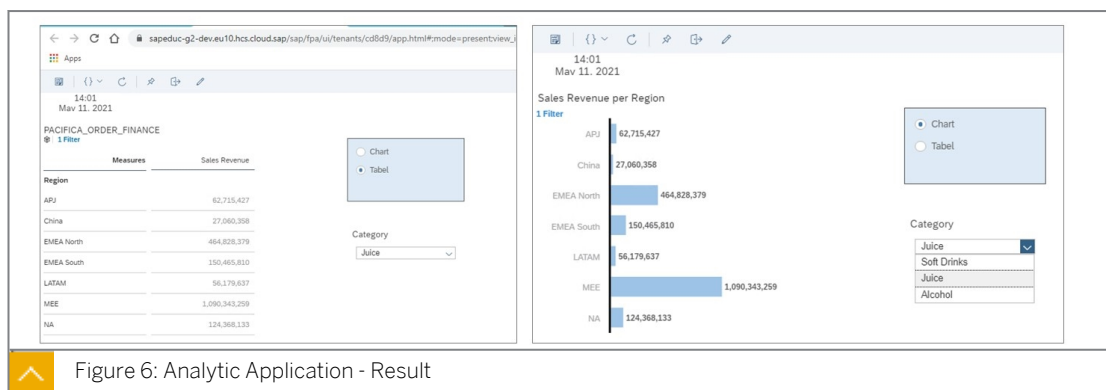 sapeduc-g2-dev.eu10.hcs.cloud.sap/sap/fpa/ui/tenants/cd8d9/app.html#:mode=present;view_i
Apps
{}
14:01
May 11. 2021
PACIFICA_ORDER_FINANCE
1 Filter
Measures Sales Revenue
Region
APJ 62,715,427
China 27,060,358
EMEA North 464,828,379
EMEA South 150,465,810
LATAM 56,179,637
MEE 1,090,343,259
NA 124,368,133
Chart
Tabel
Category
Juice
{}
14:01
May 11. 2021
Sales Revenue per Region
1 Filter
APJ 62,715,427
China 27,060,358
EMEA North 464,828,379
EMEA South 150,465,810
LATAM 56,179,637
MEE 1,090,343,259
NA 124,368,133
Chart
Tabel
Category
Juice
Soft Drinks
Juice
Alcohol
Figure 6: Analytic Application - Result